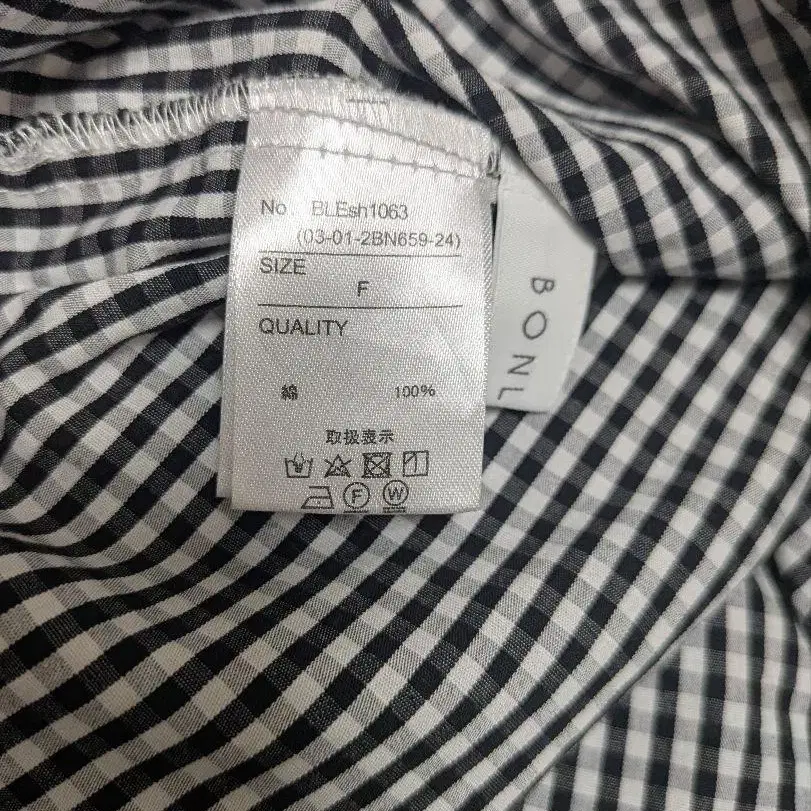 No BLEsh1063
(03-01-2BN659-24)
SIZE
F
QUALITY
綿 100%
取扱表示
F W
BONL